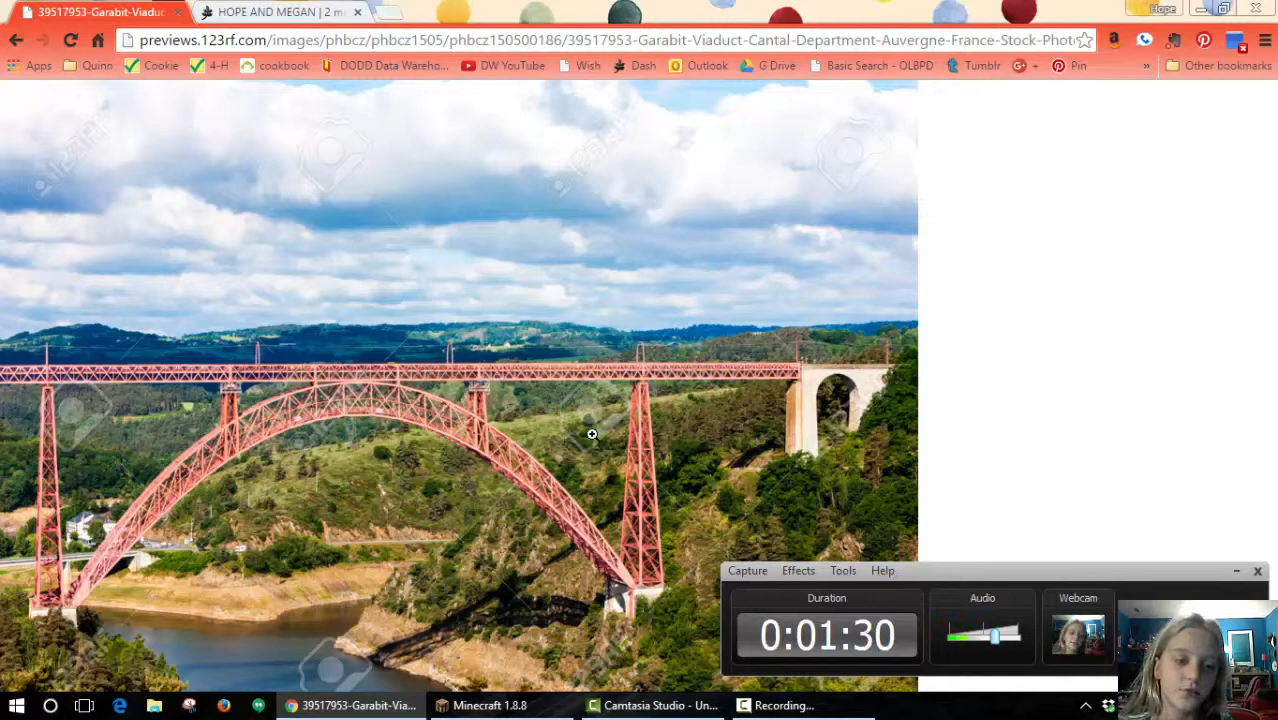 39517953-Garabit-Viaduc
HOPE AND MEGAN | 2 m
Hope
previews.123rf.com/images/phbcz/phbcz1505/phbcz150500186/39517953-Garabit-Viaduct-Cantal-Department-Auvergne-France-Stock-Phot
Apps Quinn Cookie 4-H cookbook DODD Data Wareho... DW YouTube Wish Dash Outlook G Drive Basic Search - OLBPD Tumblr + Pin » Other bookmarks
Capture Effects Tools Help
Duration Audio Webcam
0:01:30
39517953-Garabit-Via... Minecraft 1.8.8 Camtasia Studio - Un... Recording...